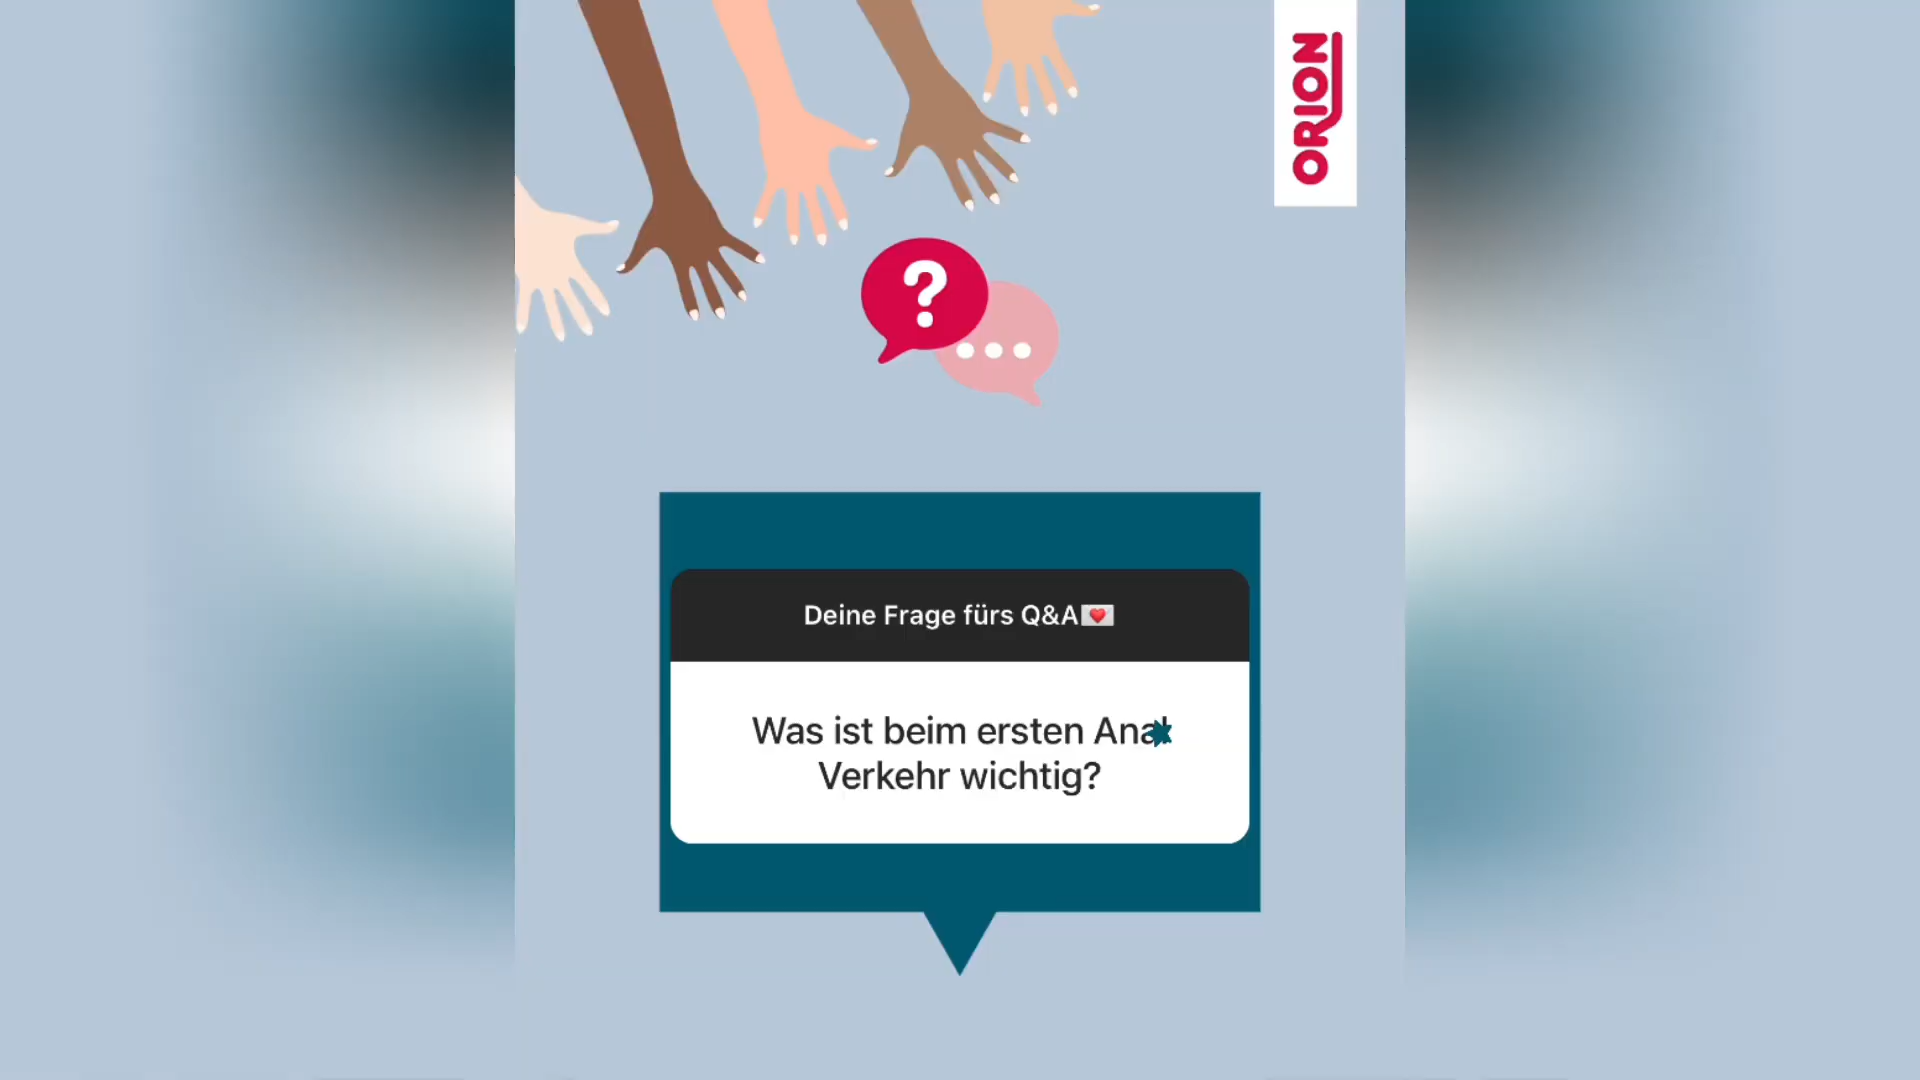 ORION
?
Deine Frage fürs Q&A💌
Was ist beim ersten Anal
Verkehr wichtig?